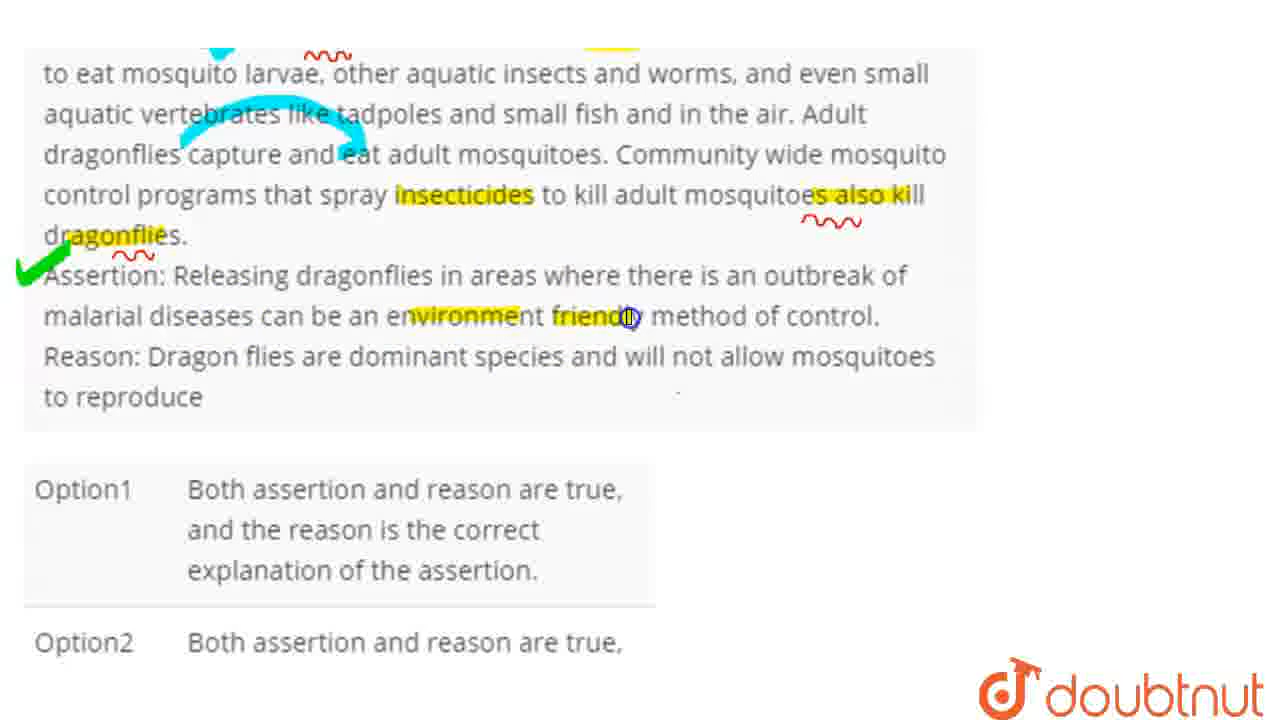 to eat mosquito larvae, other aquatic insects and worms, and even small
aquatic vertebrates like tadpoles and small fish and in the air. Adult
dragonflies capture and eat adult mosquitoes. Community wide mosquito
control programs that spray insecticides to kill adult mosquitoes also kill
dragonflies.
Assertion: Releasing dragonflies in areas where there is an outbreak of
malarial diseases can be an environment friendly method of control.
Reason: Dragon flies are dominant species and will not allow mosquitoes
to reproduce
Option1 Both assertion and reason are true,
and the reason is the correct
explanation of the assertion.
Option2 Both assertion and reason are true,
doubtnut